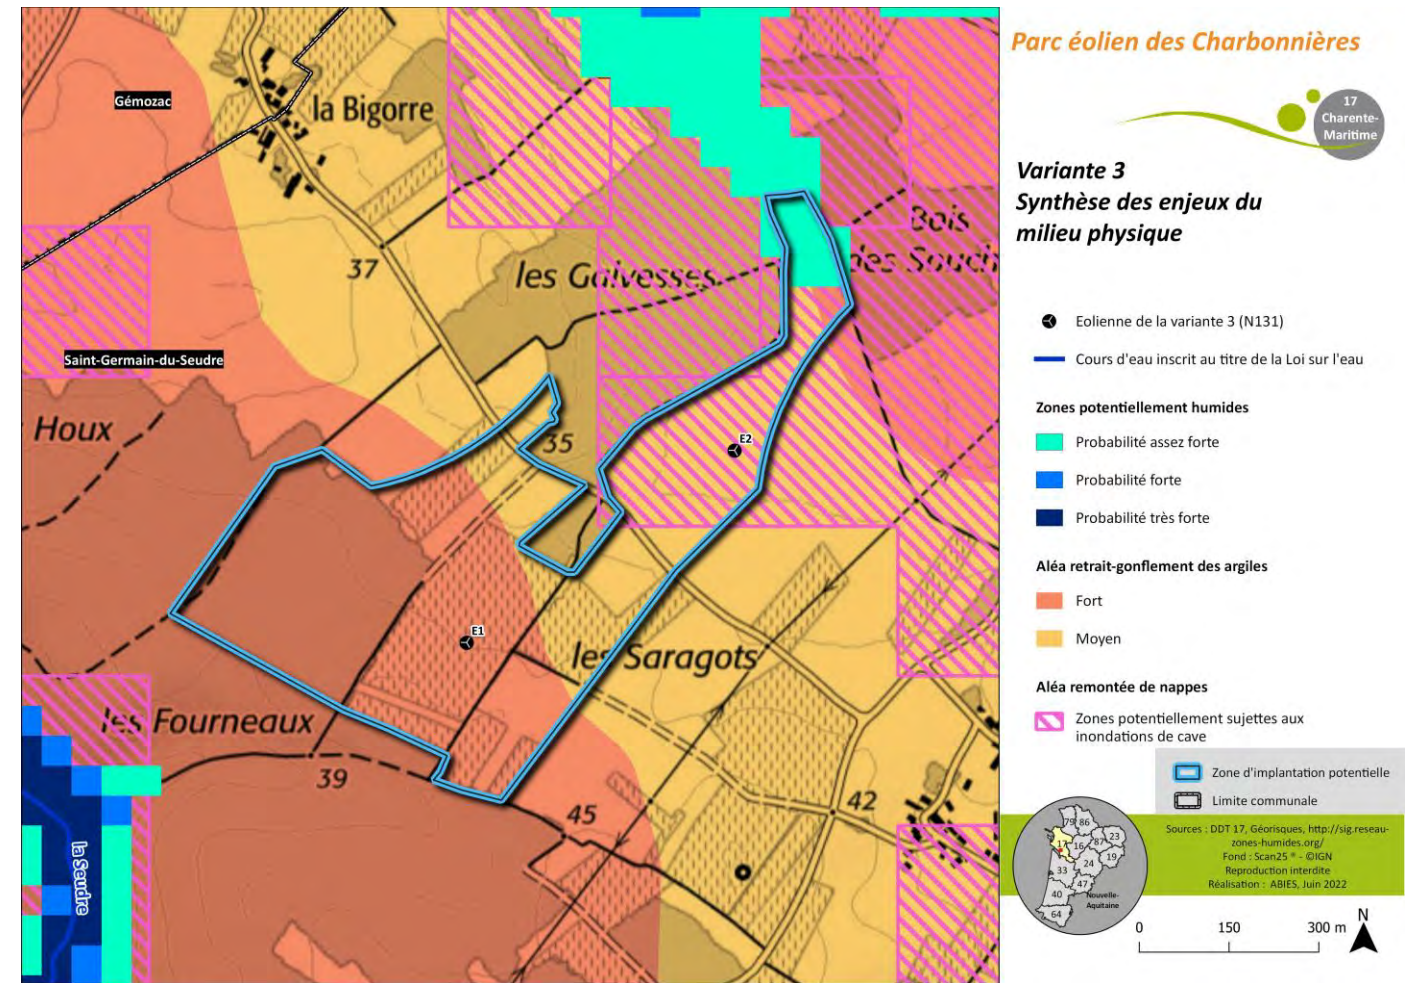 Gémozac
la Bigorre
37
les Galvesses
Bois
des Souch
Saint-Germain-du-Seudre
Houx
35
E2
E1
les Saragots
les Fourneaux
39
45
42
la Seudre
Parc éolien des Charbonnières
17
Charente-
Maritime
Variante 3
Synthèse des enjeux du
milieu physique
Eolienne de la variante 3 (N131)
Cours d'eau inscrit au titre de la Loi sur l'eau
Zones potentiellement humides
Probabilité assez forte
Probabilité forte
Probabilité très forte
Aléa retrait-gonflement des argiles
Fort
Moyen
Aléa remontée de nappes
Zones potentiellement sujettes aux
inondations de cave
Zone d'implantation potentielle
Limite communale
79 86
17 16 87 23
24 19
33
47
40
64
Nouvelle-
Aquitaine
Sources : DDT 17, Géorisques, http://sig.reseau-
zones-humides.org/
Fond : Scan25 ® - ©IGN
Reproduction interdite
Réalisation : ABIES, Juin 2022
0 150 300 m
N